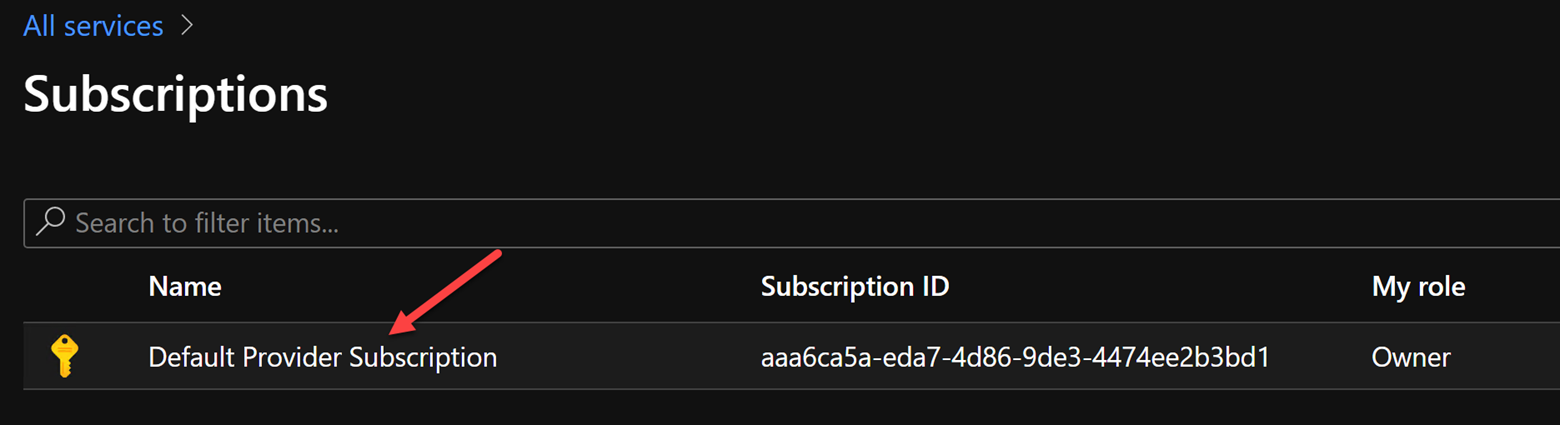 All services
Subscriptions
Search to filter items...
Name Subscription ID My role
Default Provider Subscription aaa6ca5a-eda7-4d86-9de3-4474ee2b3bd1 Owner